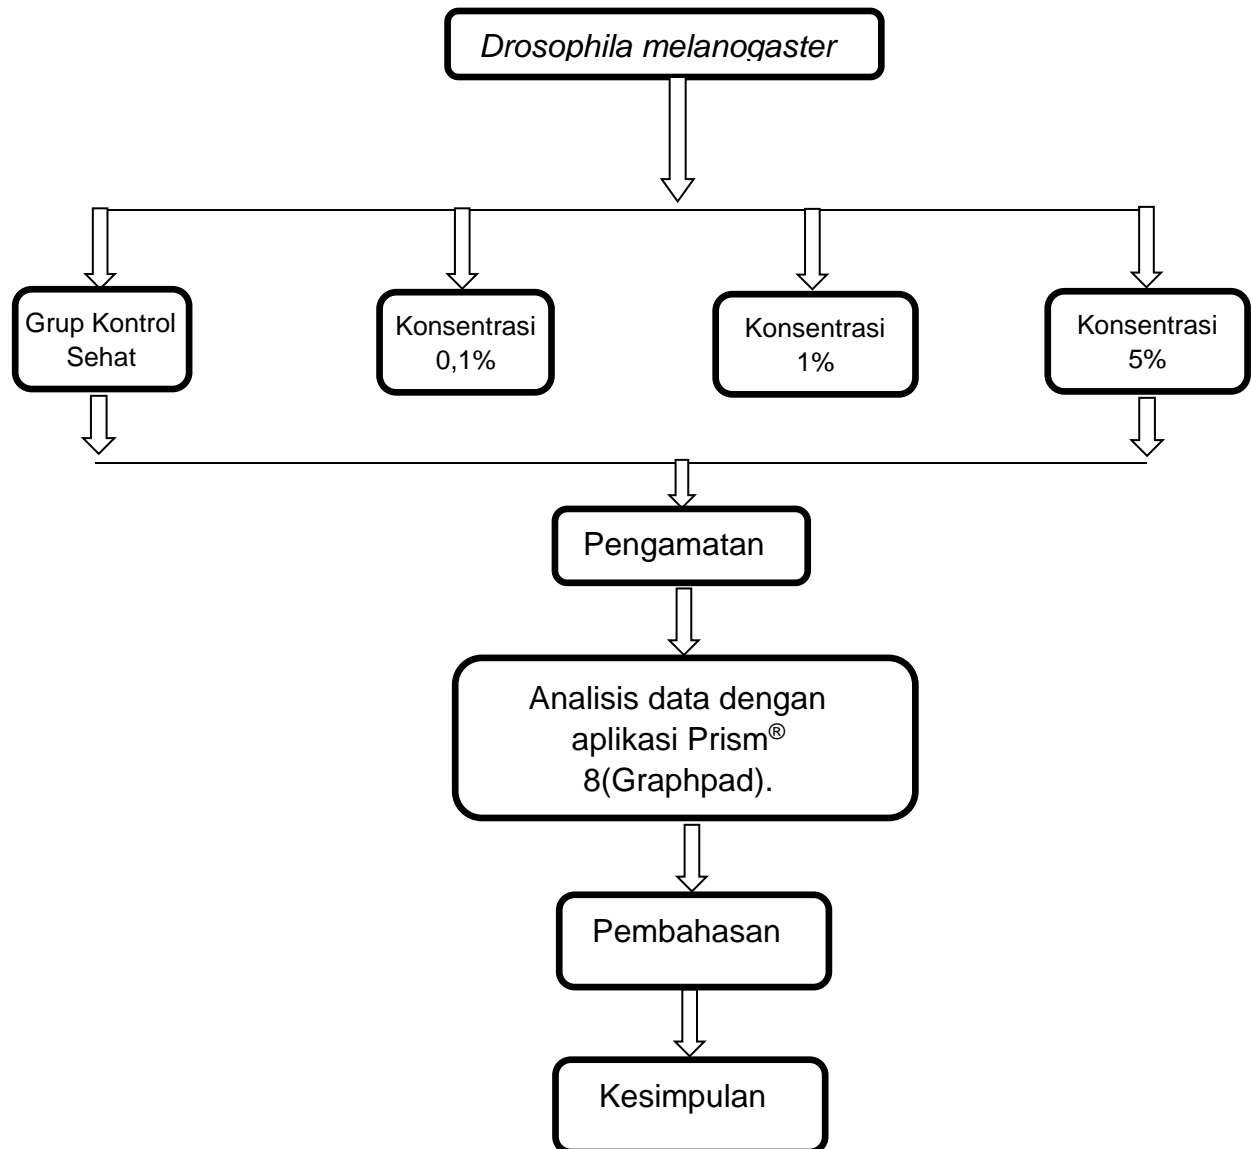 Drosophila melanogaster
Grup Kontrol
Sehat
Konsentrasi
0,1%
Konsentrasi
1%
Konsentrasi
5%
Pengamatan
Analisis data dengan
aplikasi Prism®
8(Graphpad).
Pembahasan
Kesimpulan